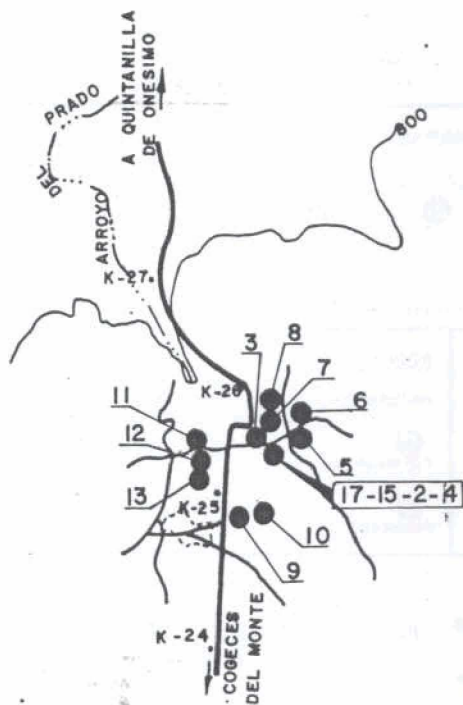 A QUINTANILLA
DE ONESIMO
ARROYO
DEL
PRADO
800
K-27
K-26
3
8
7
6
5
11
12
13
17-15-2-14
K-25
10
9
K-24
COGECES
DEL MONTE